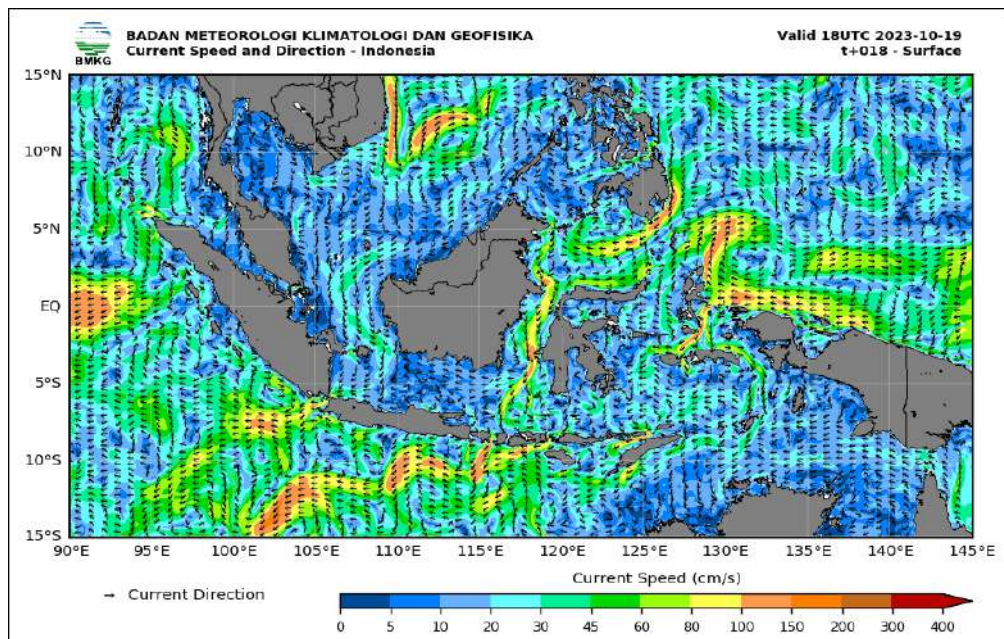 BMKG
BADAN METEOROLOGI KLIMATOLOGI DAN GEOFISIKA
Current Speed and Direction - Indonesia
Valid 18UTC 2023-10-19
t+018 - Surface
15°N
10°N
5°N
EQ
5°S
10°S
15°S
90°E 95°E 100°E 105°E 110°E 115°E 120°E 125°E 130°E 135°E 140°E 145°E
Current Direction
Current Speed (cm/s)
0 5 10 20 30 45 60 80 100 150 200 300 400